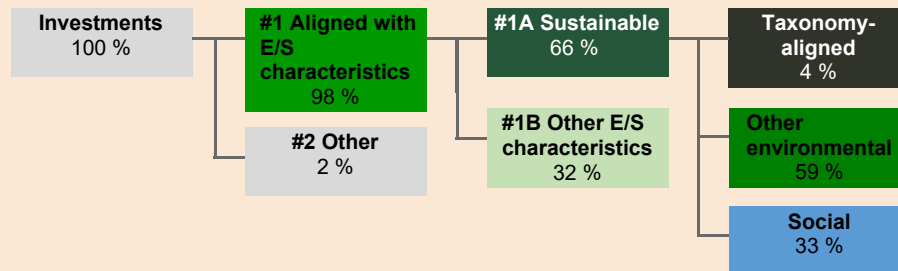 Investments
100 %
#1 Aligned with
E/S
characteristics
98 %
#2 Other
2 %
#1A Sustainable
66 %
#1B Other E/S
characteristics
32 %
Taxonomy-
aligned
4 %
Other
environmental
59 %
Social
33 %